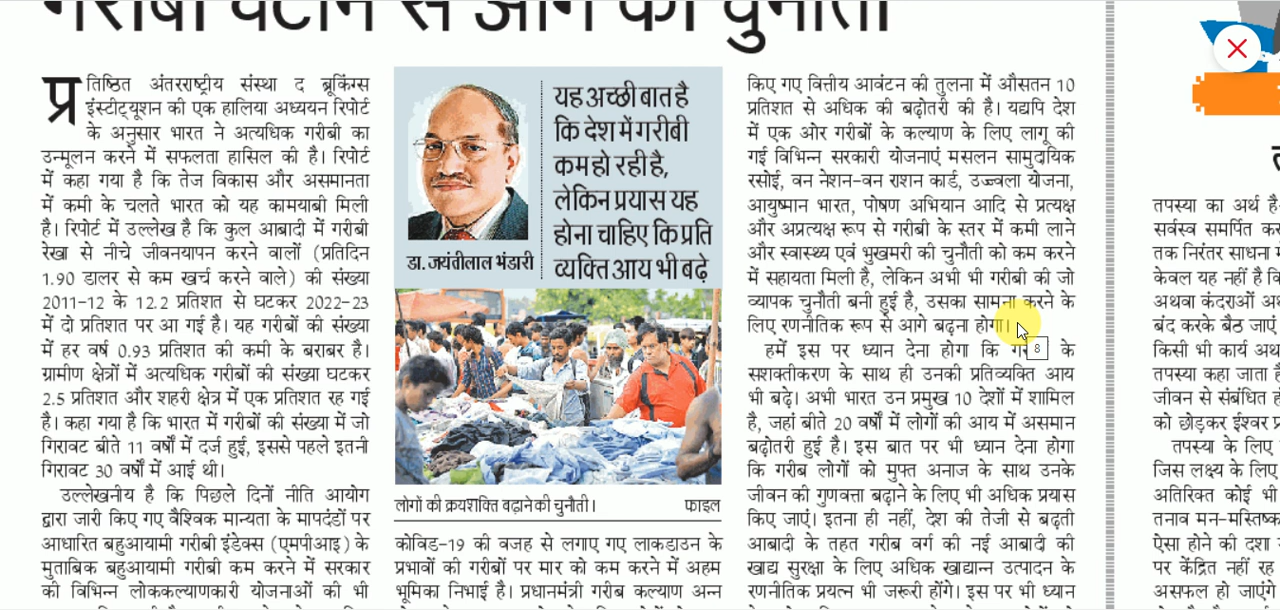 गरीबी घटाने से आगे की चुनौती
प्रतिष्ठित अंतरराष्ट्रीय संस्था द ब्रूकिंग्स
इंस्टीट्यूशन की एक हालिया अध्ययन रिपोर्ट
के अनुसार भारत ने अत्यधिक गरीबी का
उन्मूलन करने में सफलता हासिल की है। रिपोर्ट
में कहा गया है कि तेज विकास और असमानता
में कमी के चलते भारत को यह कामयाबी मिली
है। रिपोर्ट में उल्लेख है कि कुल आबादी में गरीबी
रेखा से नीचे जीवनयापन करने वालों (प्रतिदिन
1.90 डालर से कम खर्च करने वाले) की संख्या
2011-12 के 12.2 प्रतिशत से घटकर 2022-23
में दो प्रतिशत पर आ गई है। यह गरीबों की संख्या
में हर वर्ष 0.93 प्रतिशत की कमी के बराबर है।
ग्रामीण क्षेत्रों में अत्यधिक गरीबों की संख्या घटकर
2.5 प्रतिशत और शहरी क्षेत्र में एक प्रतिशत रह गई
है। कहा गया है कि भारत में गरीबों की संख्या में जो
गिरावट बीते 11 वर्षों में दर्ज हुई, इससे पहले इतनी
गिरावट 30 वर्षों में आई थी।
उल्लेखनीय है कि पिछले दिनों नीति आयोग
द्वारा जारी किए गए वैश्विक मान्यता के मापदंडों पर
आधारित बहुआयामी गरीबी इंडेक्स (एमपीआइ) के
मुताबिक बहुआयामी गरीबी कम करने में सरकार
की विभिन्न लोककल्याणकारी योजनाओं की भी
यह अच्छी बात है
कि देश में गरीबी
कम हो रही है,
लेकिन प्रयास यह
होना चाहिए कि प्रति
व्यक्ति आय भी बढ़े
डा. जयंतीलाल भंडारी
लोगों की क्रयशक्ति बढ़ाने की चुनौती। फाइल
कोविड-19 की वजह से लगाए गए लाकडाउन के
प्रभावों की गरीबों पर मार को कम करने में अहम
भूमिका निभाई है। प्रधानमंत्री गरीब कल्याण अन्न
किए गए वित्तीय आवंटन की तुलना में औसतन 10
प्रतिशत से अधिक की बढ़ोतरी की है। यद्यपि देश
में एक ओर गरीबों के कल्याण के लिए लागू की
गई विभिन्न सरकारी योजनाएं मसलन सामुदायिक
रसोई, वन नेशन-वन राशन कार्ड, उज्ज्वला योजना,
आयुष्मान भारत, पोषण अभियान आदि से प्रत्यक्ष
और अप्रत्यक्ष रूप से गरीबी के स्तर में कमी लाने
और स्वास्थ्य व भुखमरी की चुनौती को कम करने
में सहायता मिली है, लेकिन अभी भी गरीबी की जो
व्यापक चुनौती बनी हुई है, उसका सामना करने के
लिए रणनीतिक रूप से आगे बढ़ना होगा।
8
हमें इस पर ध्यान देना होगा कि के
सशक्तीकरण के साथ ही उनकी प्रतिव्यक्ति आय
भी बढ़े। अभी भारत उन प्रमुख 10 देशों में शामिल
है, जहां बीते 20 वर्षों में लोगों की आय में असमान
बढ़ोतरी हुई है। इस बात पर भी ध्यान देना होगा
कि गरीब लोगों को मुफ्त अनाज के साथ उनके
जीवन की गुणवत्ता बढ़ाने के लिए भी अधिक प्रयास
किए जाएं। इतना ही नहीं, देश की तेजी से बढ़ती
आबादी के तहत गरीब वर्ग की नई आबादी की
खाद्य सुरक्षा के लिए अधिक खाद्यान्न उत्पादन के
रणनीतिक प्रयत्न भी जरूरी होंगे। इस पर भी ध्यान
तपस्या का अर्थ है
सर्वस्व समर्पित
तक निरंतर साधन
केवल यह नहीं है
अथवा कंदराओं
बंद करके बैठ जाएं
किसी भी कार्य
तपस्या कहा जाता
जीवन से संबंधित
को छोड़कर ईश्वर
तपस्या के लिए
जिस लक्ष्य के लिए
अतिरिक्त कोई भी
तनाव मन-मस्तिष्क
ऐसा होने की दशा
पर केंद्रित नहीं रह
असफल हो जाएंगे